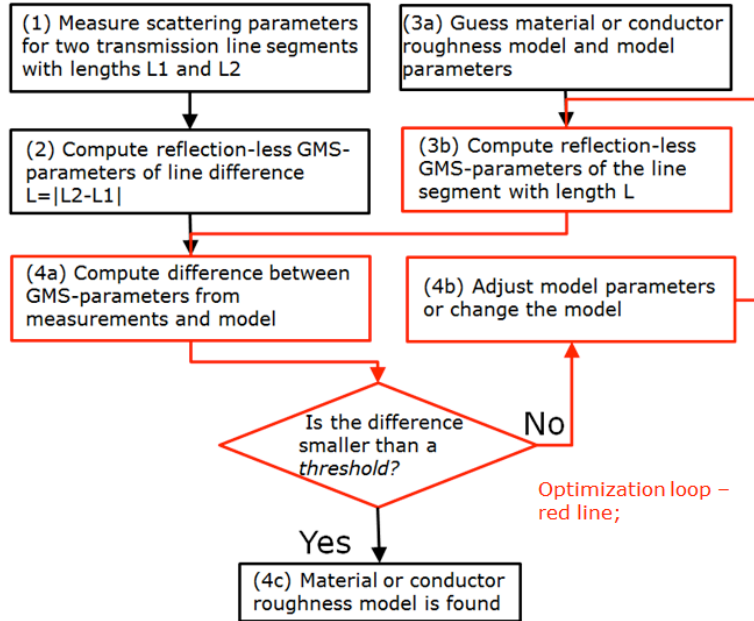 (1) Measure scattering parameters
for two transmission line segments
with lengths L1 and L2
(3a) Guess material or conductor
roughness model and model
parameters
(2) Compute reflection-less GMS-
parameters of line difference
L=|L2-L1|
(3b) Compute reflection-less
GMS-parameters of the line
segment with length L
(4a) Compute difference between
GMS-parameters from
measurements and model
(4b) Adjust model parameters
or change the model
Is the difference
smaller than a
threshold?
No
Optimization loop –
red line;
Yes
(4c) Material or conductor
roughness model is found